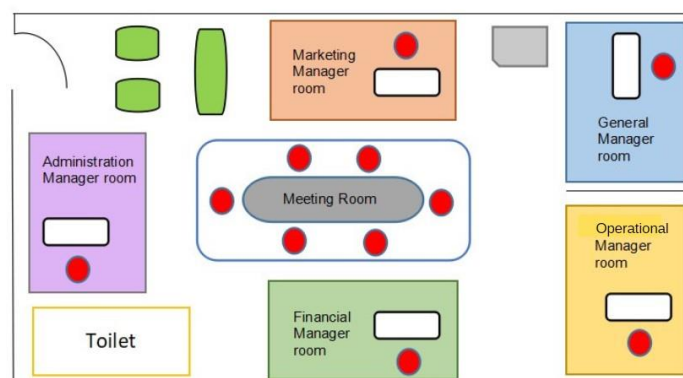 Marketing
Manager
room
General
Manager
room
Administration
Manager room
Meeting Room
Operational
Manager
room
Financial
Manager
room
Toilet